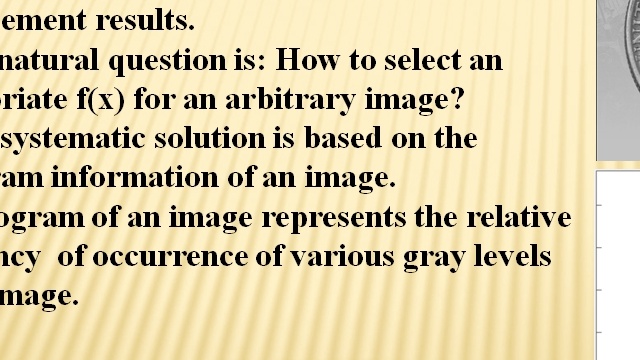 ement results.
natural question is: How to select an
riate f(x) for an arbitrary image?
systematic solution is based on the
ram information of an image.
ogram of an image represents the relative
ncy of occurrence of various gray levels
mage.